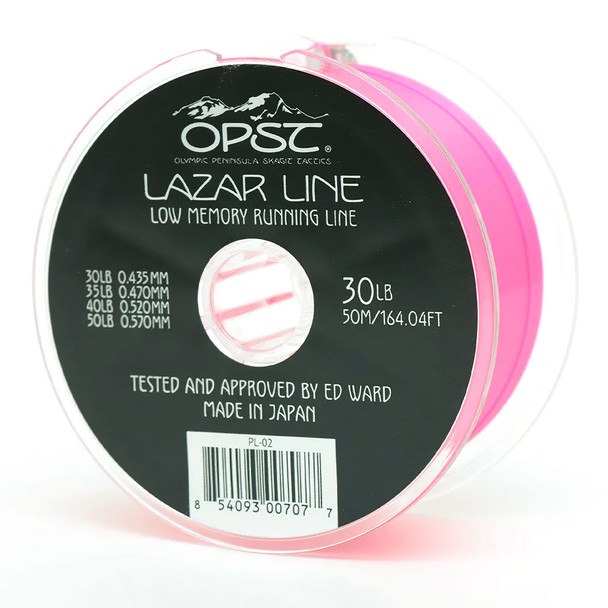 OPST®
OLYMPIC PENINSULA SKAGIT TACTICS
LAZAR LINE
LOW MEMORY RUNNING LINE
30LB 0.435MM
35LB 0.470MM
40LB 0.520MM
50LB 0.570MM
30LB
50M/164.04FT
TESTED AND APPROVED BY ED WARD
MADE IN JAPAN
PL-02
8 54093 00707 7